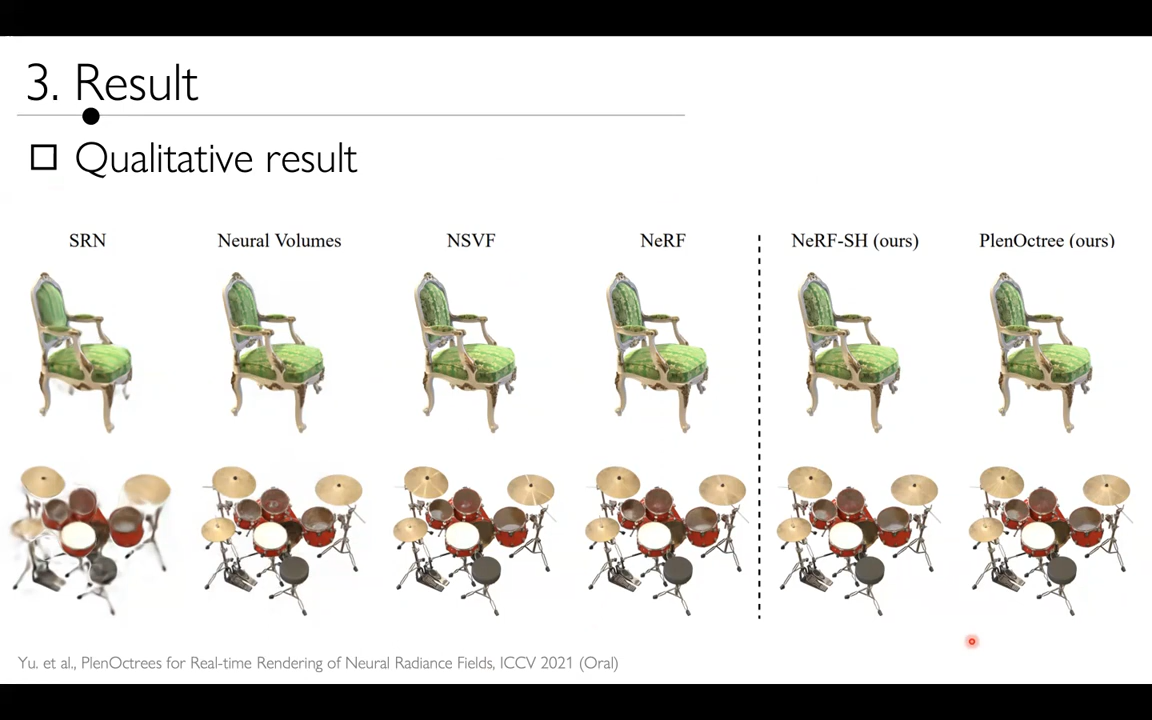 3. Result
Qualitative result
SRN Neural Volumes NSVF NeRF NeRF-SH (ours) PlenOctree (ours)
Yu. et al., PlenOctrees for Real-time Rendering of Neural Radiance Fields, ICCV 2021 (Oral)